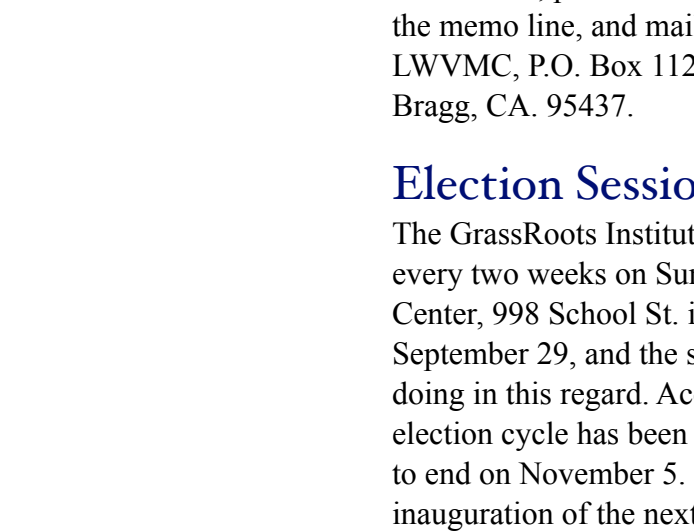 the memo line, and mai
LWVMC, P.O. Box 112
Bragg, CA. 95437.
Election Sessio
The GrassRoots Institut
every two weeks on Su
Center, 998 School St. i
September 29, and the s
doing in this regard. Ac
election cycle has been
to end on November 5.
inauguration of the next